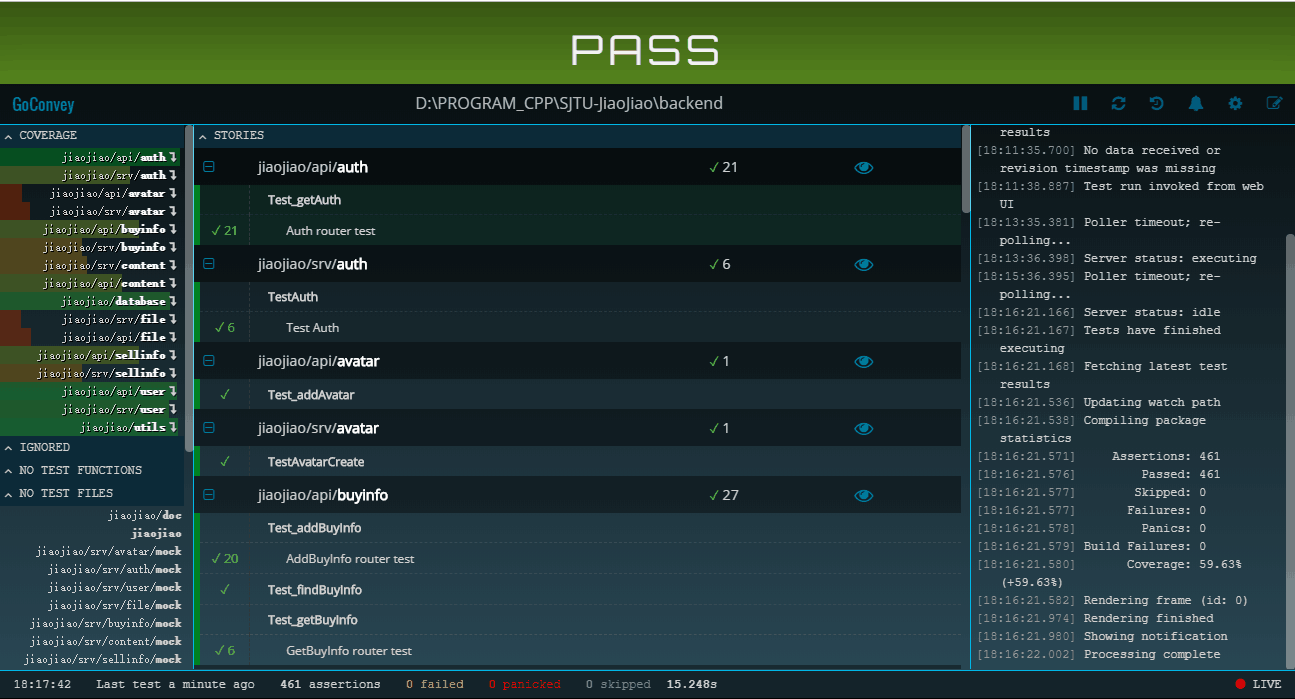 PASS
GoConvey
D:\PROGRAM_CPP\SJTU-JiaoJiao\backend
COVERAGE
jiaojiao/api/auth
jiaojiao/srv/auth
jiaojiao/api/avatar
jiaojiao/srv/avatar
jiaojiao/api/buyinfo
jiaojiao/srv/buyinfo
jiaojiao/srv/content
jiaojiao/api/content
jiaojiao/database
jiaojiao/srv/file
jiaojiao/api/file
jiaojiao/api/sellinfo
jiaojiao/srv/sellinfo
jiaojiao/api/user
jiaojiao/srv/user
jiaojiao/utils
IGNORED
NO TEST FUNCTIONS
NO TEST FILES
jiaojiao/doc
jiaojiao
jiaojiao/srv/avatar/mock
jiaojiao/srv/auth/mock
jiaojiao/srv/user/mock
jiaojiao/srv/file/mock
jiaojiao/srv/buyinfo/mock
jiaojiao/srv/content/mock
jiaojiao/srv/sellinfo/mock
STORIES
jiaojiao/api/auth ✓ 21
Test_getAuth
✓ 21 Auth router test
jiaojiao/srv/auth ✓ 6
TestAuth
✓ 6 Test Auth
jiaojiao/api/avatar ✓ 1
✓ Test_addAvatar
jiaojiao/srv/avatar ✓ 1
✓ TestAvatarCreate
jiaojiao/api/buyinfo ✓ 27
Test_addBuyInfo
✓ 20 AddBuyInfo router test
✓ Test_findBuyInfo
Test_getBuyInfo
✓ 6 GetBuyInfo router test
results
[18:11:35.700] No data received or
revision timestamp was missing
[18:11:38.887] Test run invoked from web
UI
[18:13:35.381] Poller timeout; re-
polling...
[18:13:36.398] Server status: executing
[18:15:36.395] Poller timeout; re-
polling...
[18:16:21.166] Server status: idle
[18:16:21.167] Tests have finished
executing
[18:16:21.168] Fetching latest test
results
[18:16:21.536] Updating watch path
[18:16:21.538] Compiling package
statistics
[18:16:21.571] Assertions: 461
[18:16:21.576] Passed: 461
[18:16:21.577] Skipped: 0
[18:16:21.577] Failures: 0
[18:16:21.578] Panics: 0
[18:16:21.579] Build Failures: 0
[18:16:21.580] Coverage: 59.63%
(+59.63%)
[18:16:21.582] Rendering frame (id: 0)
[18:16:21.974] Rendering finished
[18:16:21.980] Showing notification
[18:16:22.002] Processing complete
18:17:42 Last test a minute ago 461 assertions 0 failed 0 panicked 0 skipped 15.248s LIVE